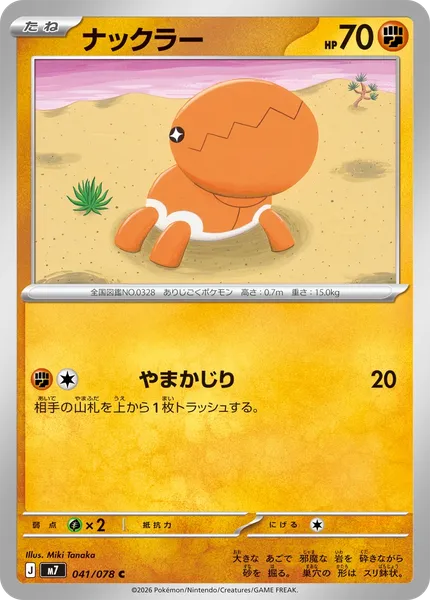 たね ナックラー HP70
全国図鑑NO.0328 ありじごくポケモン 高さ:0.7m 重さ:15.0kg
やまかじり 20
相手の山札を上から1枚トラッシュする。
弱点 ×2 抵抗力 にげる
Illus. Miki Tanaka
大きな あごで 邪魔な 岩を 砕きながら
砂を 掘る。 巣穴の 形は スリ鉢状。
J M7 041/078 C
©2026 Pokémon/Nintendo/Creatures/GAME FREAK.